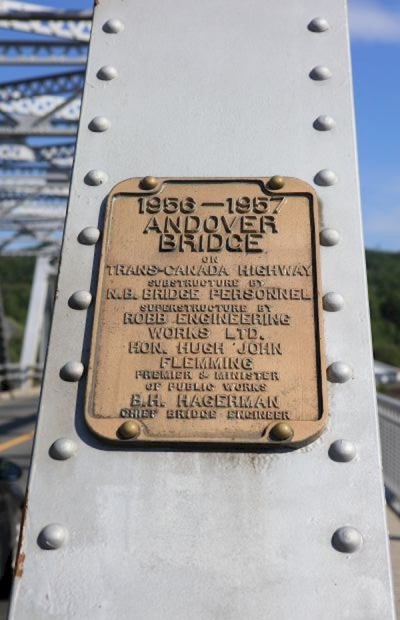 1956—1957
ANDOVER
BRIDGE
ON
TRANS-CANADA HIGHWAY
SUBSTRUCTURE BY
N.B. BRIDGE PERSONNEL
SUPERSTRUCTURE BY
ROBB ENGINEERING
WORKS LTD.
HON. HUGH JOHN
FLEMMING
PREMIER & MINISTER
OF PUBLIC WORKS
B.H. HAGERMAN
CHIEF BRIDGE ENGINEER